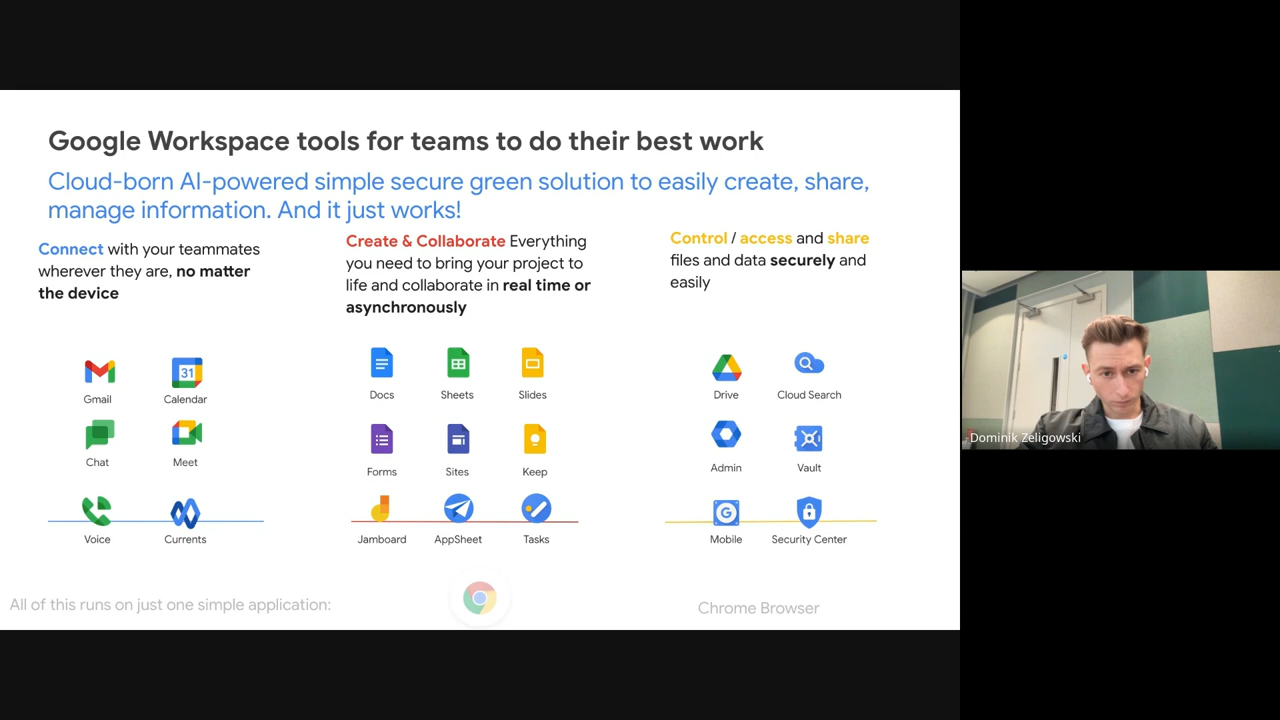 Google Workspace tools for teams to do their best work
Cloud-born AI-powered simple secure green solution to easily create, share,
manage information. And it just works!
Connect with your teammates
wherever they are, no matter
the device
Create & Collaborate Everything
you need to bring your project to
life and collaborate in real time or
asynchronously
Control / access and share
files and data securely and
easily
31
Gmail
Calendar
Chat
Meet
Voice
Currents
Docs
Sheets
Slides
Forms
Sites
Keep
Jamboard
AppSheet
Tasks
Drive
Cloud Search
Admin
Vault
G
Mobile
Security Center
All of this runs on just one simple application:
Chrome Browser
Dominik Zeligowski